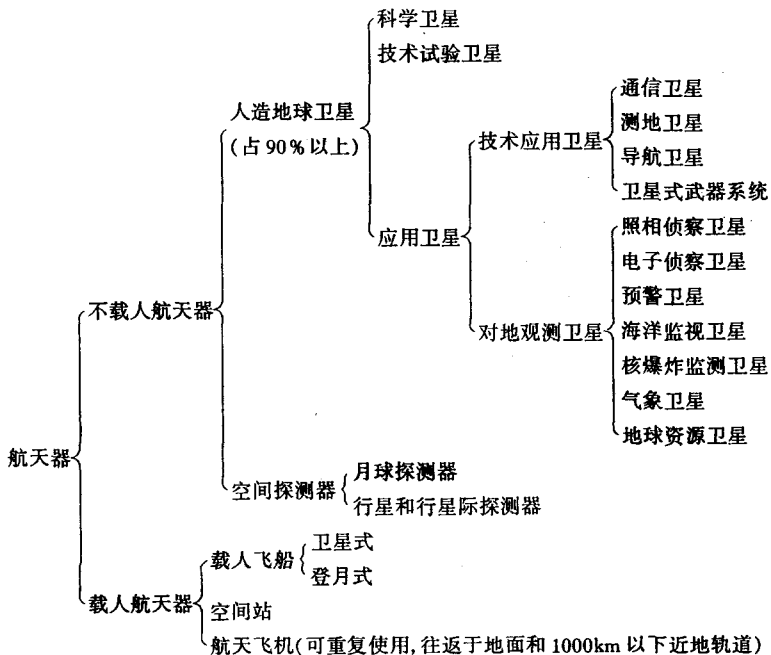 科学卫星
技术试验卫星
人造地球卫星
(占90%以上)
通信卫星
测地卫星
技术应用卫星
导航卫星
卫星式武器系统
应用卫星
照相侦察卫星
电子侦察卫星
预警卫星
对地观测卫星
海洋监视卫星
核爆炸监测卫星
气象卫星
地球资源卫星
不载人航天器
航天器
空间探测器
月球探测器
行星和行星际探测器
载人航天器
载人飞船
卫星式
登月式
空间站
航天飞机(可重复使用,往返于地面和1000km以下近地轨道)